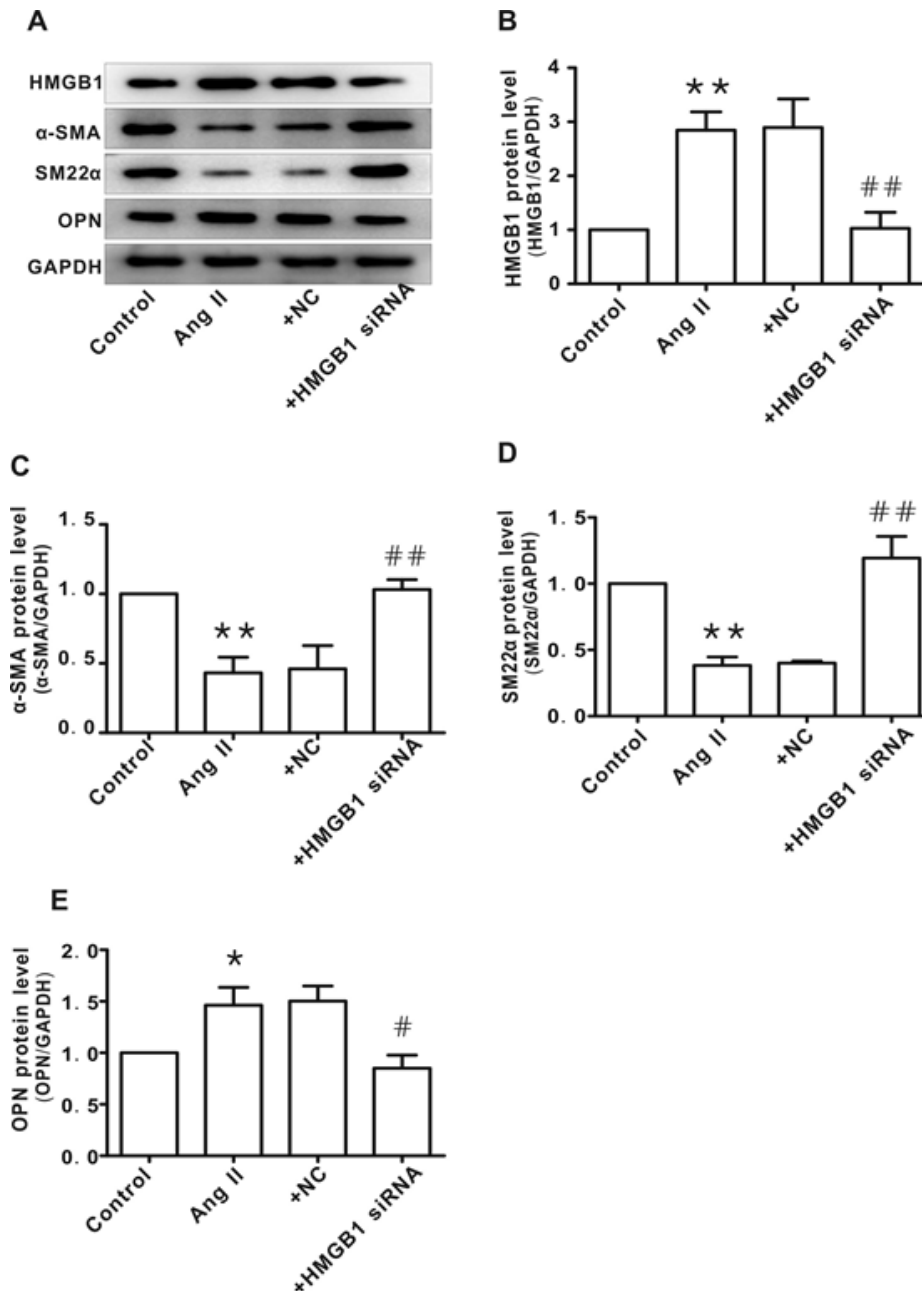 A
HMGB1
α-SMA
SM22α
OPN
GAPDH
Control
Ang II
+NC
+HMGB1 siRNA
B
HMGB1 protein level
(HMGB1/GAPDH)
4
3
2
1
0
**
##
Control
Ang II
+NC
+HMGB1 siRNA
C
α-SMA protein level
(α-SMA/GAPDH)
1.5
1.0
0.5
0.0
**
##
Control
Ang II
+NC
+HMGB1 siRNA
D
SM22α protein level
(SM22α/GAPDH)
1.5
1.0
0.5
0.0
**
##
Control
Ang II
+NC
+HMGB1 siRNA
E
OPN protein level
(OPN/GAPDH)
2.0
1.5
1.0
0.5
0.0
*
#
Control
Ang II
+NC
+HMGB1 siRNA